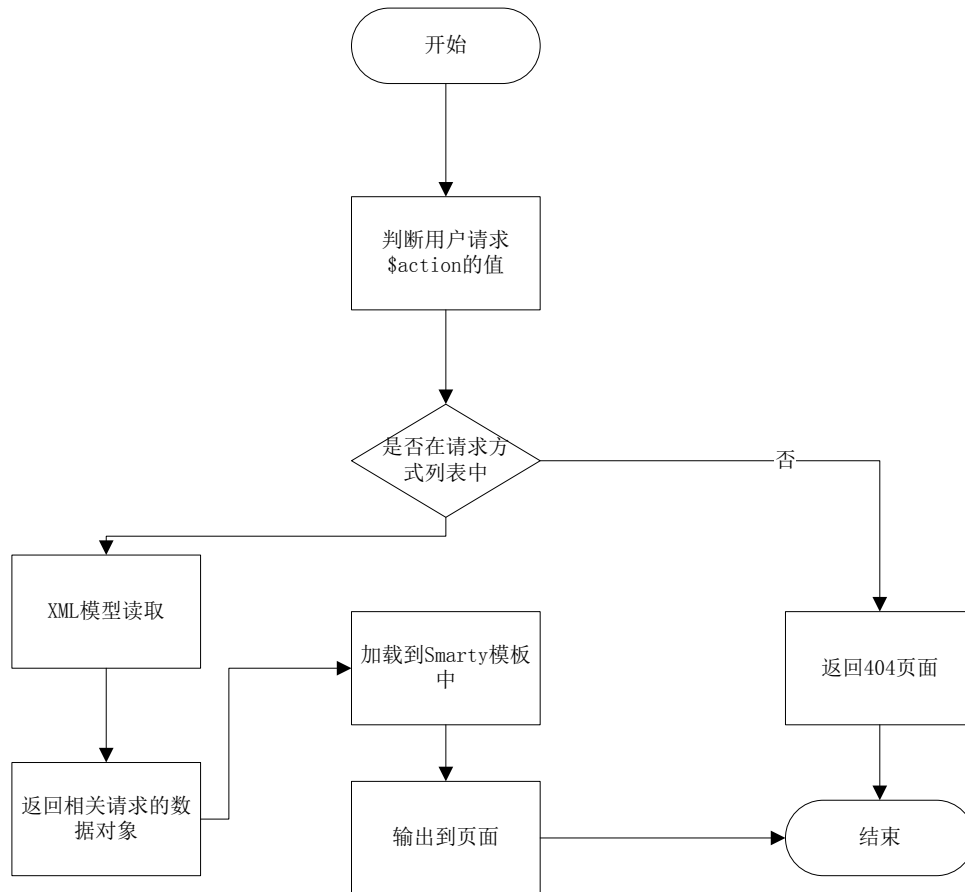 开始
判断用户请求
$action的值
是否在请求方
式列表中
否
XML模型读取
加载到Smarty模板
中
返回404页面
返回相关请求的数
据对象
输出到页面
结束